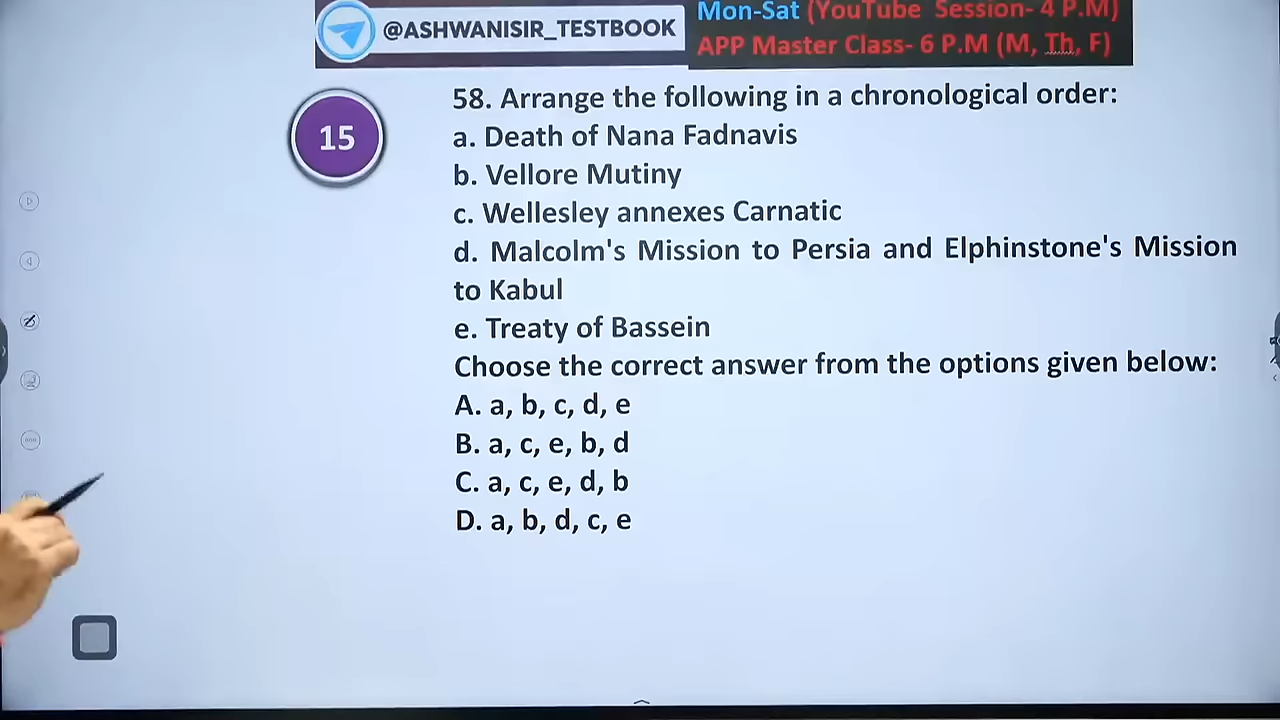 @ASHWANISIR_TESTBOOK
Mon-Sat (YouTube Session- 4 P.M)
APP Master Class- 6 P.M (M, Th, F)
15
58. Arrange the following in a chronological order:
a. Death of Nana Fadnavis
b. Vellore Mutiny
c. Wellesley annexes Carnatic
d. Malcolm's Mission to Persia and Elphinstone's Mission
to Kabul
e. Treaty of Bassein
Choose the correct answer from the options given below:
A. a, b, c, d, e
B. a, c, e, b, d
C. a, c, e, d, b
D. a, b, d, c, e